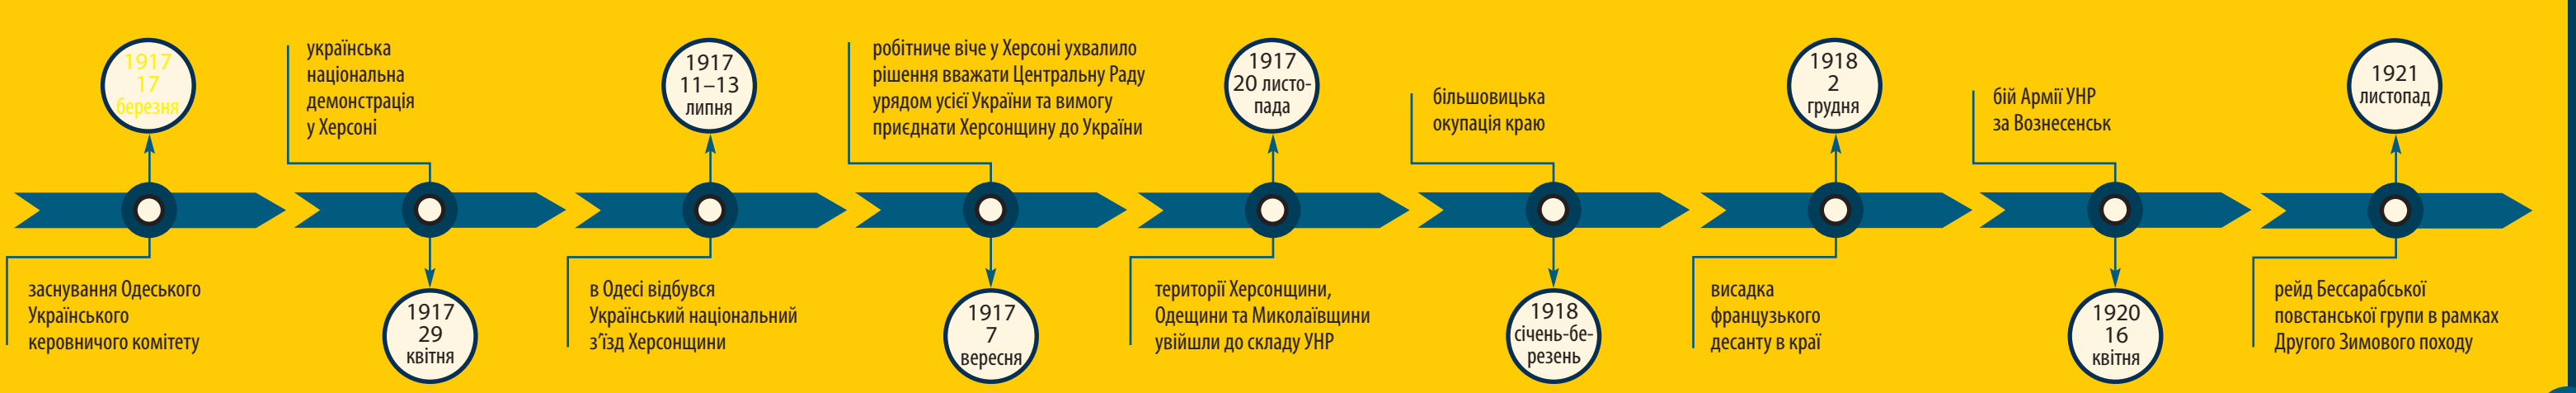 1917
17
березня
заснування Одеського
Українського
керовничого комітету
українська
національна
демонстрація
у Херсоні
1917
29
квітня
1917
11–13
липня
в Одесі відбувся
Український національний
з’їзд Херсонщини
робітниче віче у Херсоні ухвалило
рішення вважати Центральну Раду
урядом усієї України та вимогу
приєднати Херсонщину до України
1917
7
вересня
1917
20 листо-
пада
території Херсонщини,
Одещини та Миколаївщини
увійшли до складу УНР
більшовицька
окупація краю
1918
січень-бе-
резень
1918
2
грудня
висадка
французького
десанту в краї
бій Армії УНР
за Вознесенськ
1920
16
квітня
1921
листопад
рейд Бессарабської
повстанської групи в рамках
Другого Зимового походу